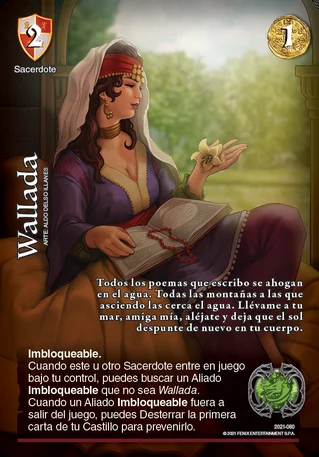 2
1
Sacerdote
Wallada
ARTE: ALDO DELSO ILLANES
Todos los poemas que escribo se ahogan
en el agua. Todas las montañas a las que
asciendo las cerca el agua. Llévame a tu
mar, amiga mía, aléjate y deja que el sol
despunte de nuevo en tu cuerpo.
Imbloqueable.
Cuando este u otro Sacerdote entre en juego
bajo tu control, puedes buscar un Aliado
Imbloqueable que no sea Wallada.
Cuando un Aliado Imbloqueable fuera a
salir del juego, puedes Desterrar la primera
carta de tu Castillo para prevenirlo.
2021-080
© 2021 FENIX ENTERTAINMENT S.P.A.